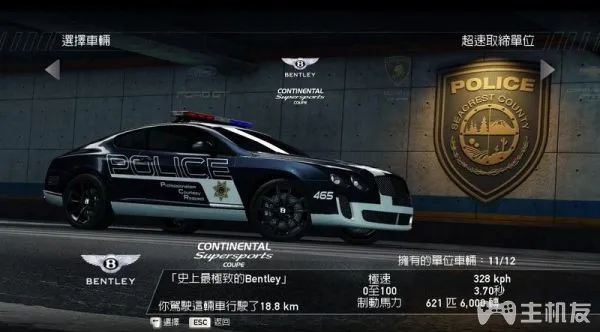 選擇車輛
超速取締單位
BENTLEY
CONTINENTAL
Supersports
COUPE
POLICE
SEACREST COUNTY
POLICE
465
BENTLEY
CONTINENTAL
Supersports
COUPE
擁有的單位車輛：11/12
「史上最極致的Bentley」
極速 328 kph
0至100 3.70秒
制動馬力 621 匹 6,000 轉
你駕駛這輛車行駛了18.8 km
選擇 ESC 返回
主机友